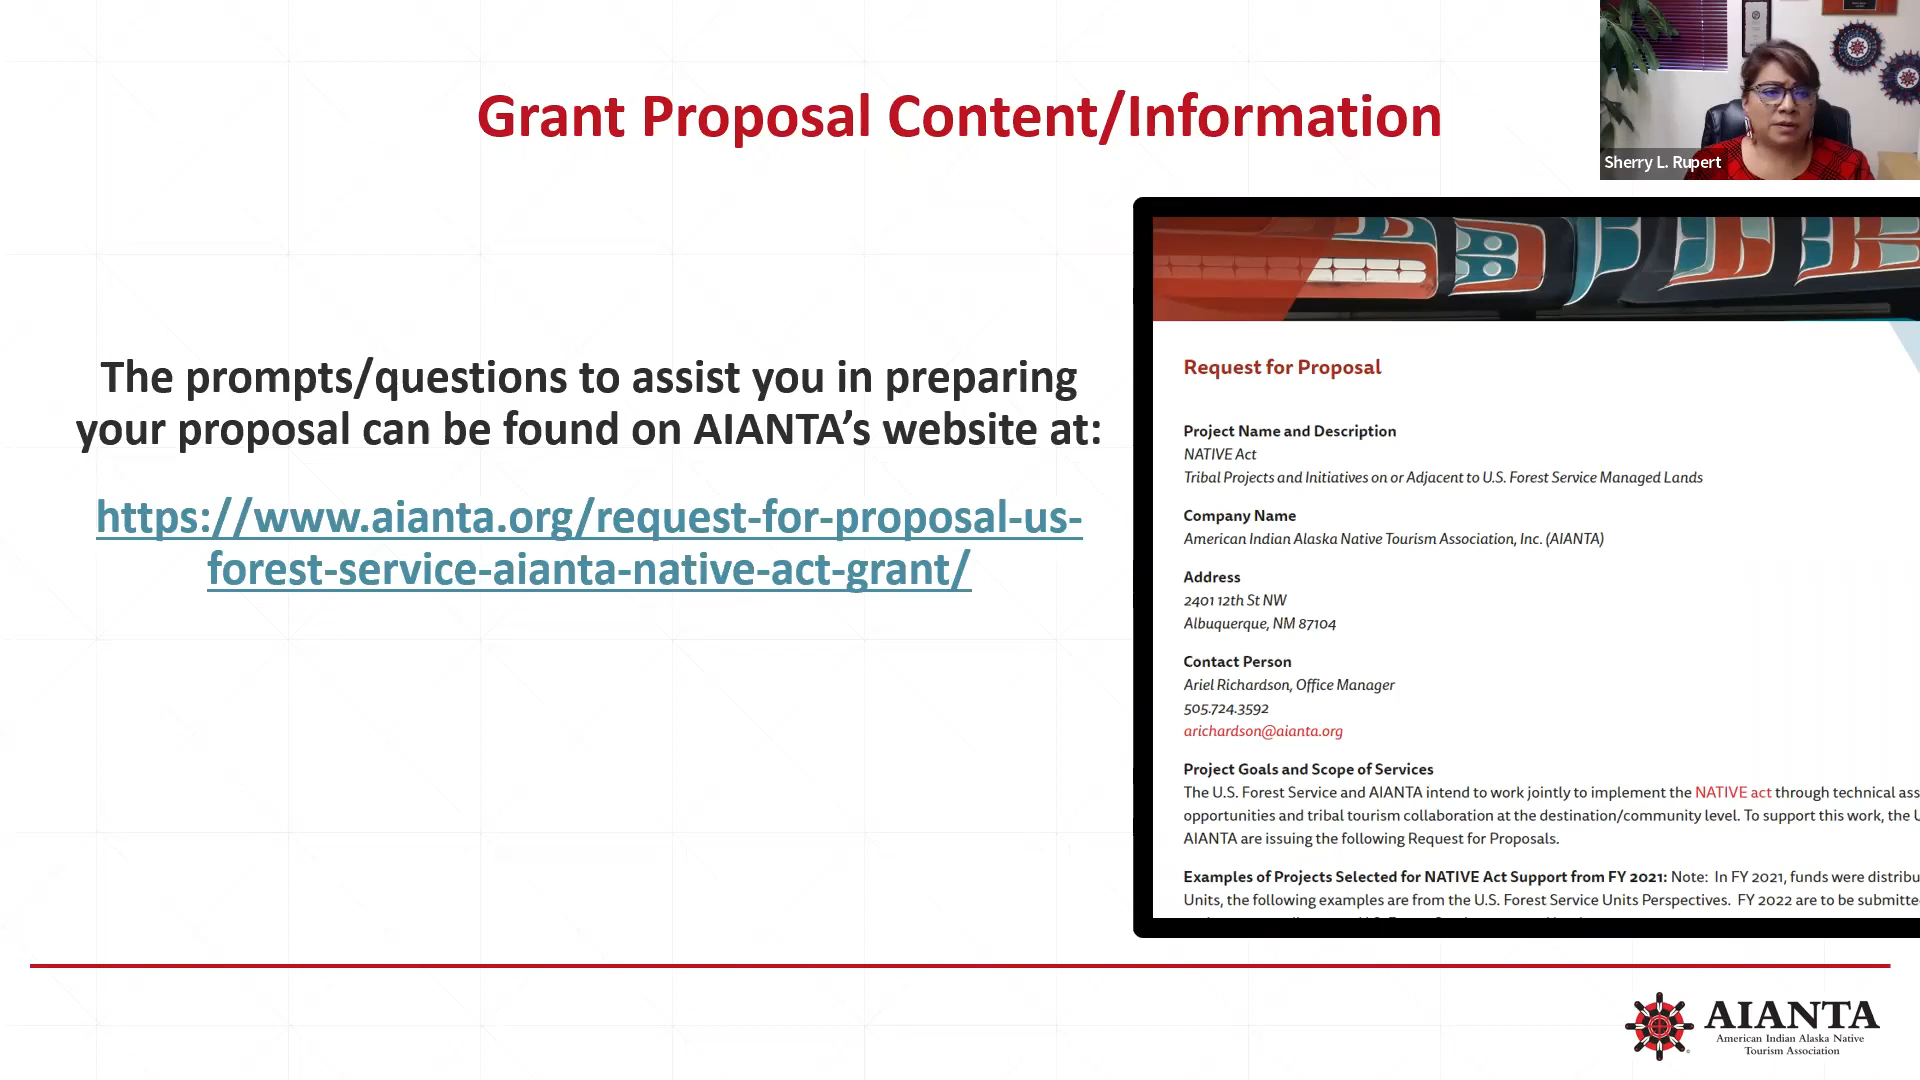 Grant Proposal Content/Information
Sherry L. Rupert
The prompts/questions to assist you in preparing
your proposal can be found on AIANTA’s website at:
https://www.aianta.org/request-for-proposal-us-
forest-service-aianta-native-act-grant/
Request for Proposal
Project Name and Description
NATIVE Act
Tribal Projects and Initiatives on or Adjacent to U.S. Forest Service Managed Lands
Company Name
American Indian Alaska Native Tourism Association, Inc. (AIANTA)
Address
2401 12th St NW
Albuquerque, NM 87104
Contact Person
Ariel Richardson, Office Manager
505.724.3592
arichardson@aianta.org
Project Goals and Scope of Services
The U.S. Forest Service and AIANTA intend to work jointly to implement the NATIVE act through technical ass
opportunities and tribal tourism collaboration at the destination/community level. To support this work, the U
AIANTA are issuing the following Request for Proposals.
Examples of Projects Selected for NATIVE Act Support from FY 2021: Note: In FY 2021, funds were distribu
Units, the following examples are from the U.S. Forest Service Units Perspectives. FY 2022 are to be submitte
AIANTA
American Indian Alaska Native
Tourism Association